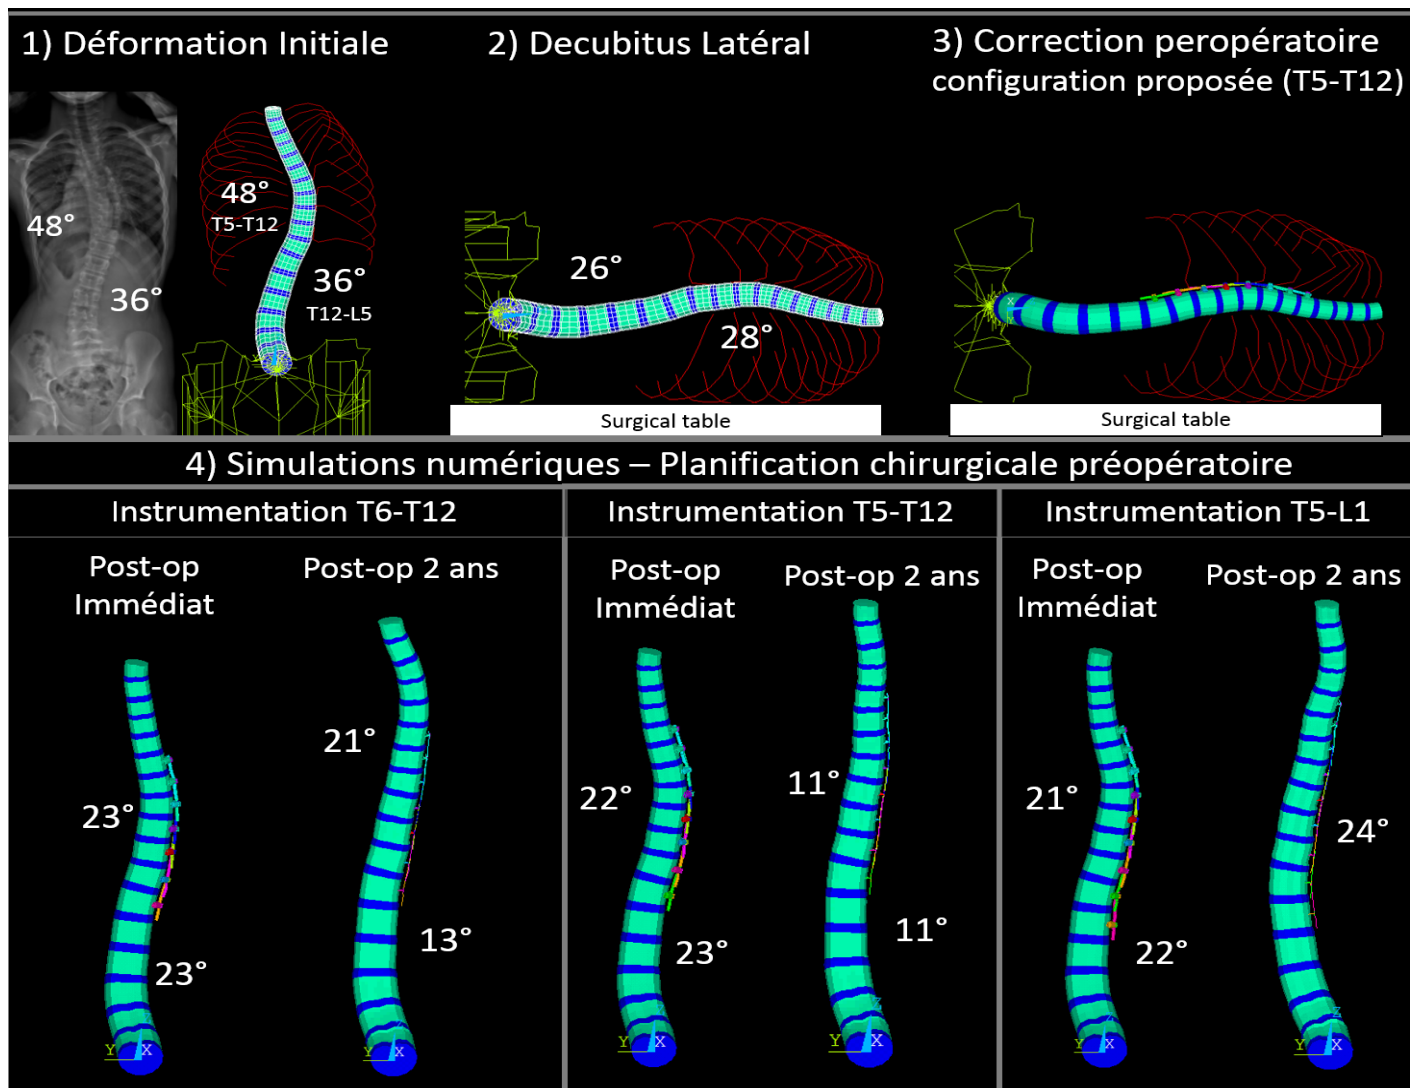 1) Déformation Initiale
48°
36°
48°
T5-T12
36°
T12-L5
2) Decubitus Latéral
26°
28°
Surgical table
3) Correction peropératoire
configuration proposée (T5-T12)
X
Surgical table
4) Simulations numériques – Planification chirurgicale préopératoire
Instrumentation T6-T12
Post-op
Immédiat
Post-op 2 ans
23°
23°
21°
13°
Y X
Y X
Instrumentation T5-T12
Post-op
Immédiat
Post-op 2 ans
22°
23°
11°
11°
Y X
Y X
Z
Instrumentation T5-L1
Post-op
Immédiat
Post-op 2 ans
21°
22°
24°
Y X
Y X
Z